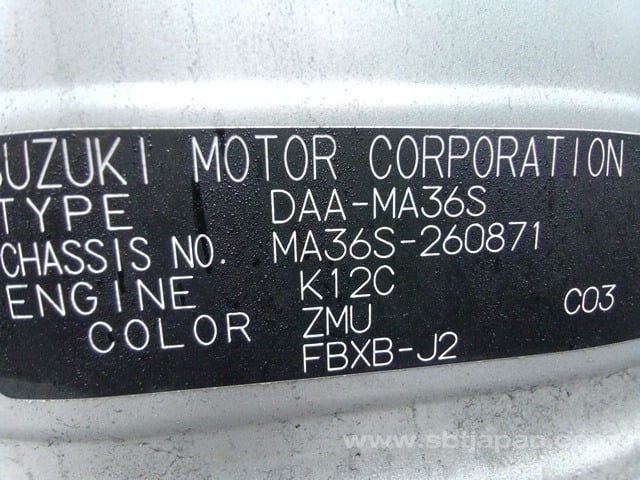 SUZUKI MOTOR CORPORATION
TYPE DAA-MA36S
CHASSIS NO. MA36S-260871
ENGINE K12C
COLOR ZMU C03
FBXB-J2
www.sbtjapan.com